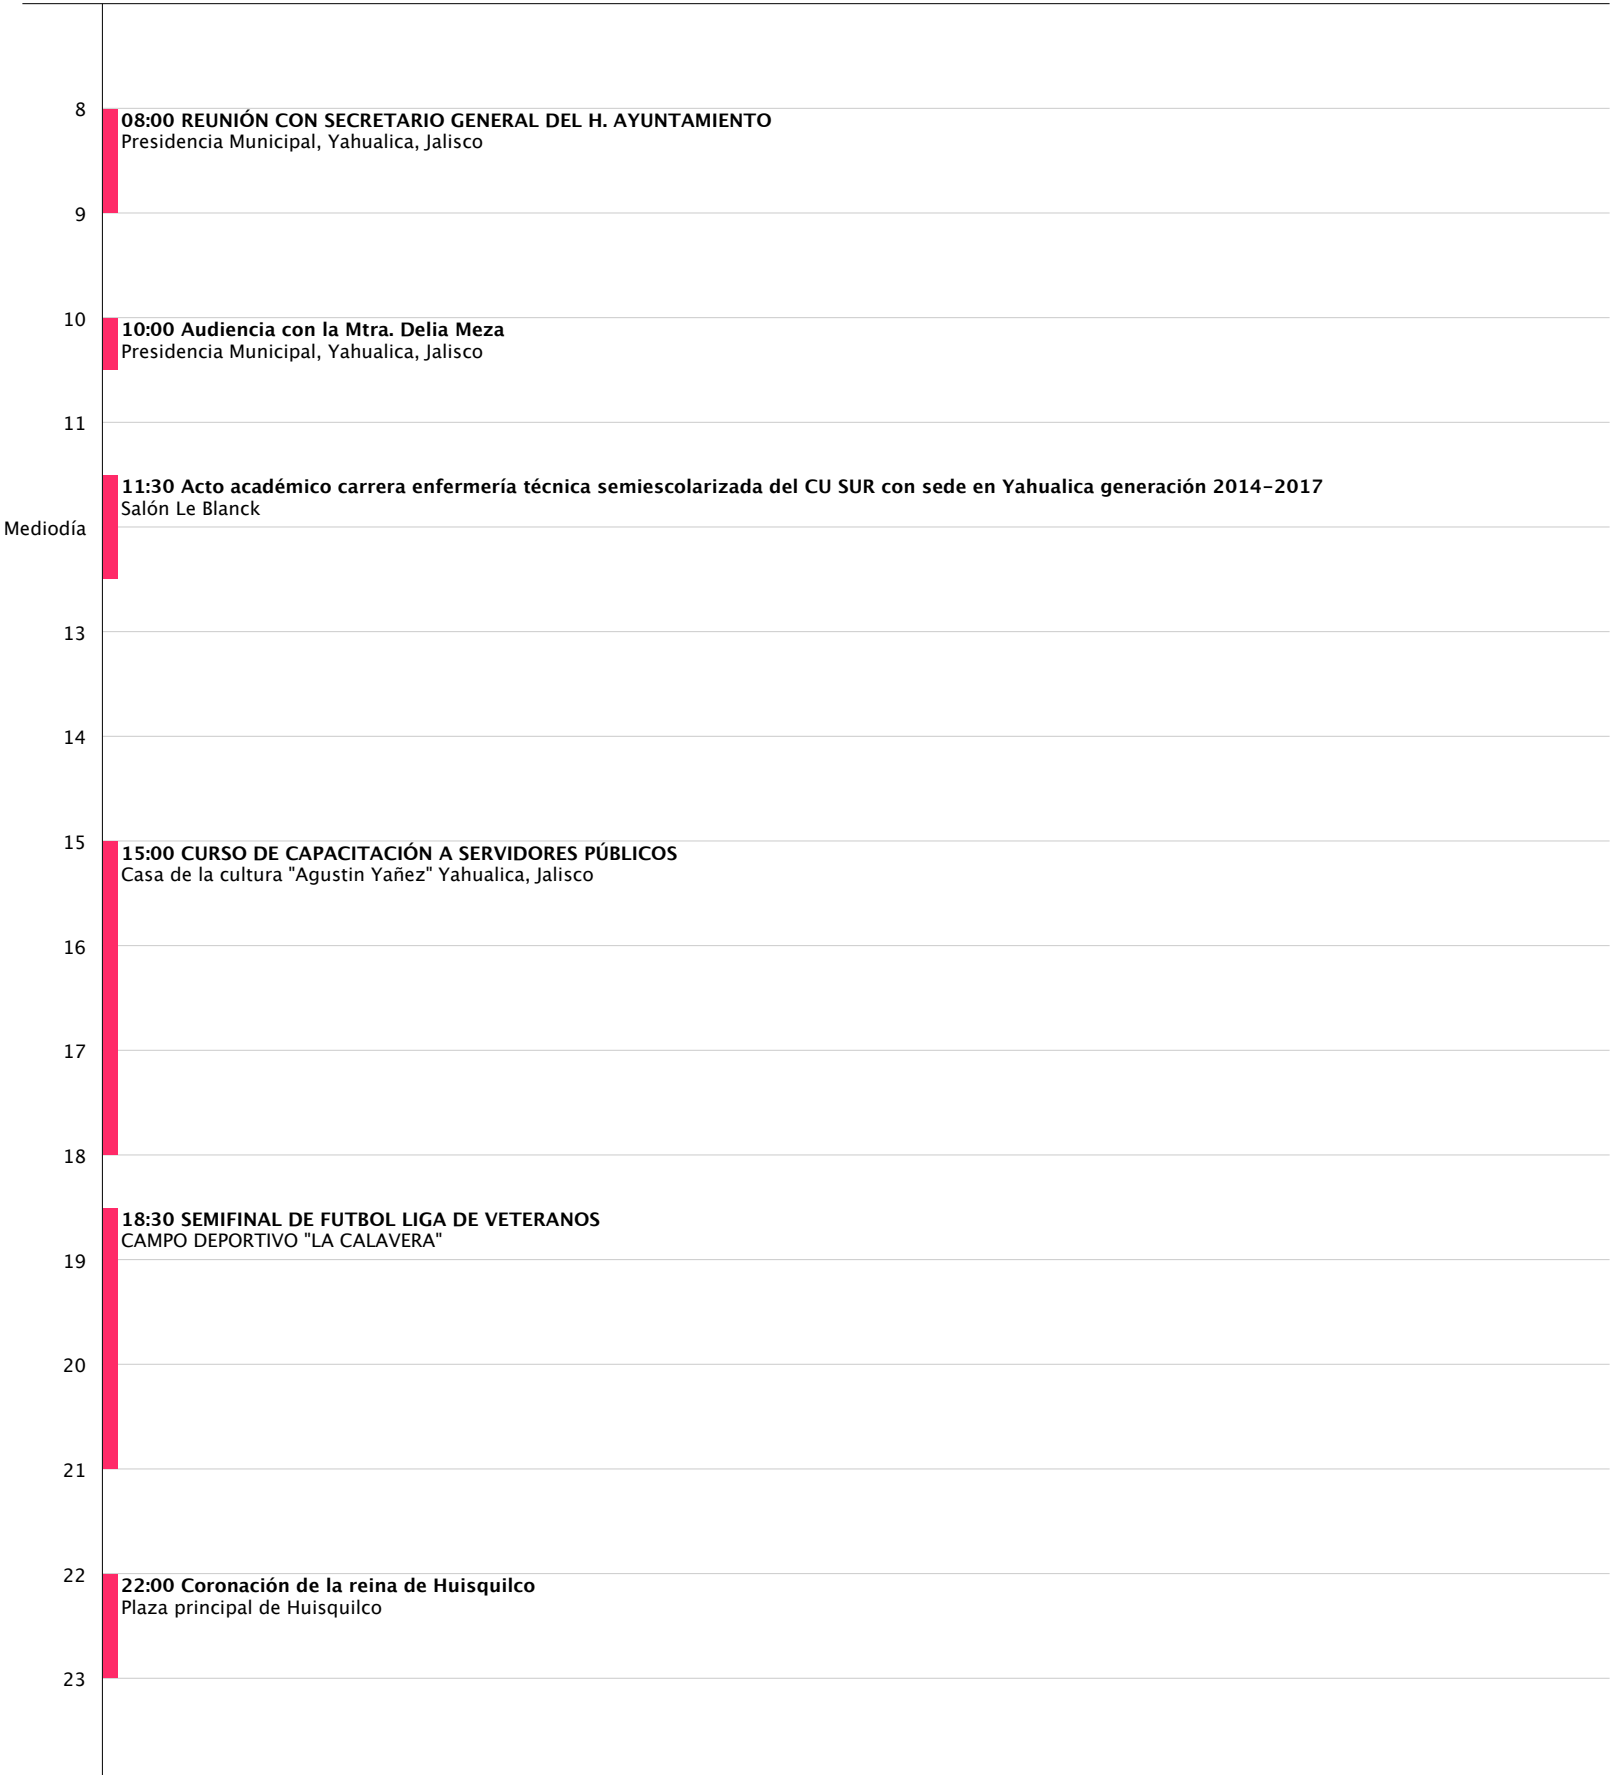 8
08:00 REUNIÓN CON SECRETARIO GENERAL DEL H. AYUNTAMIENTO
Presidencia Municipal, Yahualica, Jalisco
9
10
10:00 Audiencia con la Mtra. Delia Meza
Presidencia Municipal, Yahualica, Jalisco
11
11:30 Acto académico carrera enfermería técnica semiescolarizada del CU SUR con sede en Yahualica generación 2014-2017
Salón Le Blanck
Mediodía
13
14
15
15:00 CURSO DE CAPACITACIÓN A SERVIDORES PÚBLICOS
Casa de la cultura "Agustin Yañez" Yahualica, Jalisco
16
17
18
18:30 SEMIFINAL DE FUTBOL LIGA DE VETERANOS
CAMPO DEPORTIVO "LA CALAVERA"
19
20
21
22
22:00 Coronación de la reina de Huisquilco
Plaza principal de Huisquilco
23